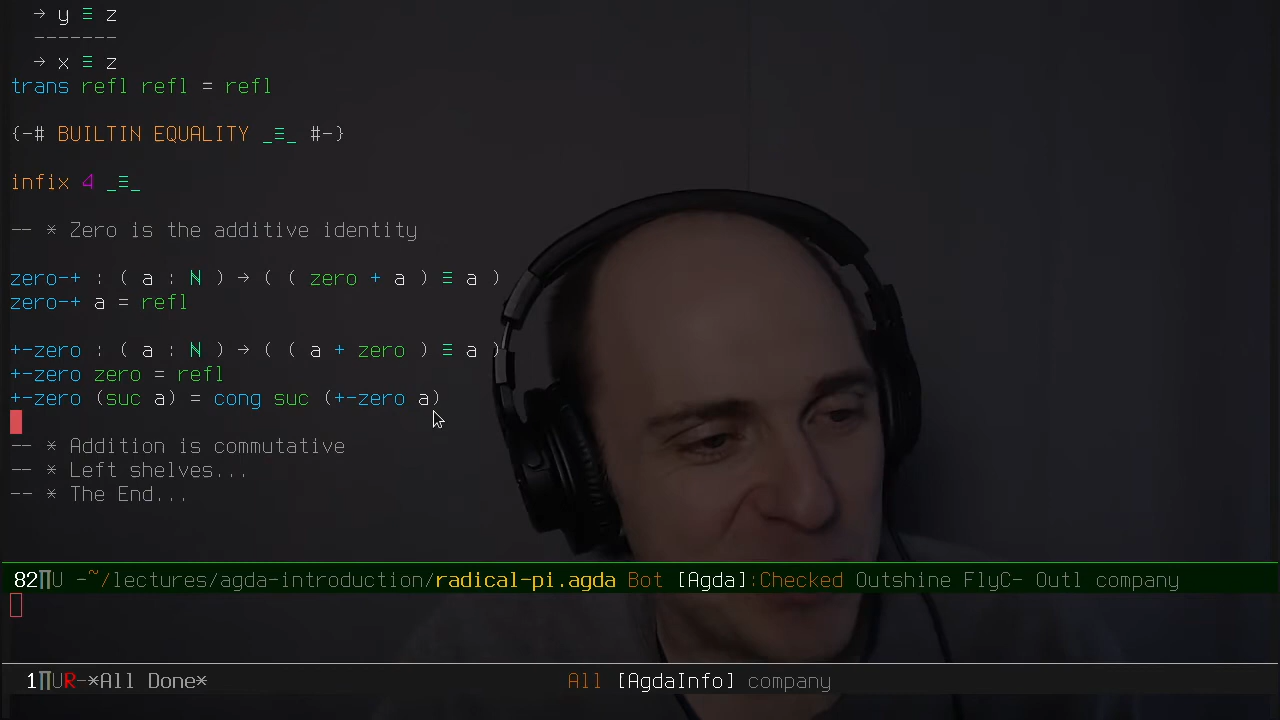 → y ≡ z
-------
→ x ≡ z
trans refl refl = refl
{-# BUILTIN EQUALITY _≡_ #-}
infix 4 _≡_
-- * Zero is the additive identity
zero-+ : ( a : N ) → ( ( zero + a ) ≡ a )
zero-+ a = refl
+-zero : ( a : N ) → ( ( a + zero ) ≡ a )
+-zero zero = refl
+-zero (suc a) = cong suc (+-zero a)
-- * Addition is commutative
-- * Left shelves...
-- * The End...
82∏U -~/lectures/agda-introduction/radical-pi.agda Bot [Agda]:Checked Outshine FlyC- Outl company
1∏UR-*All Done* All [AgdaInfo] company